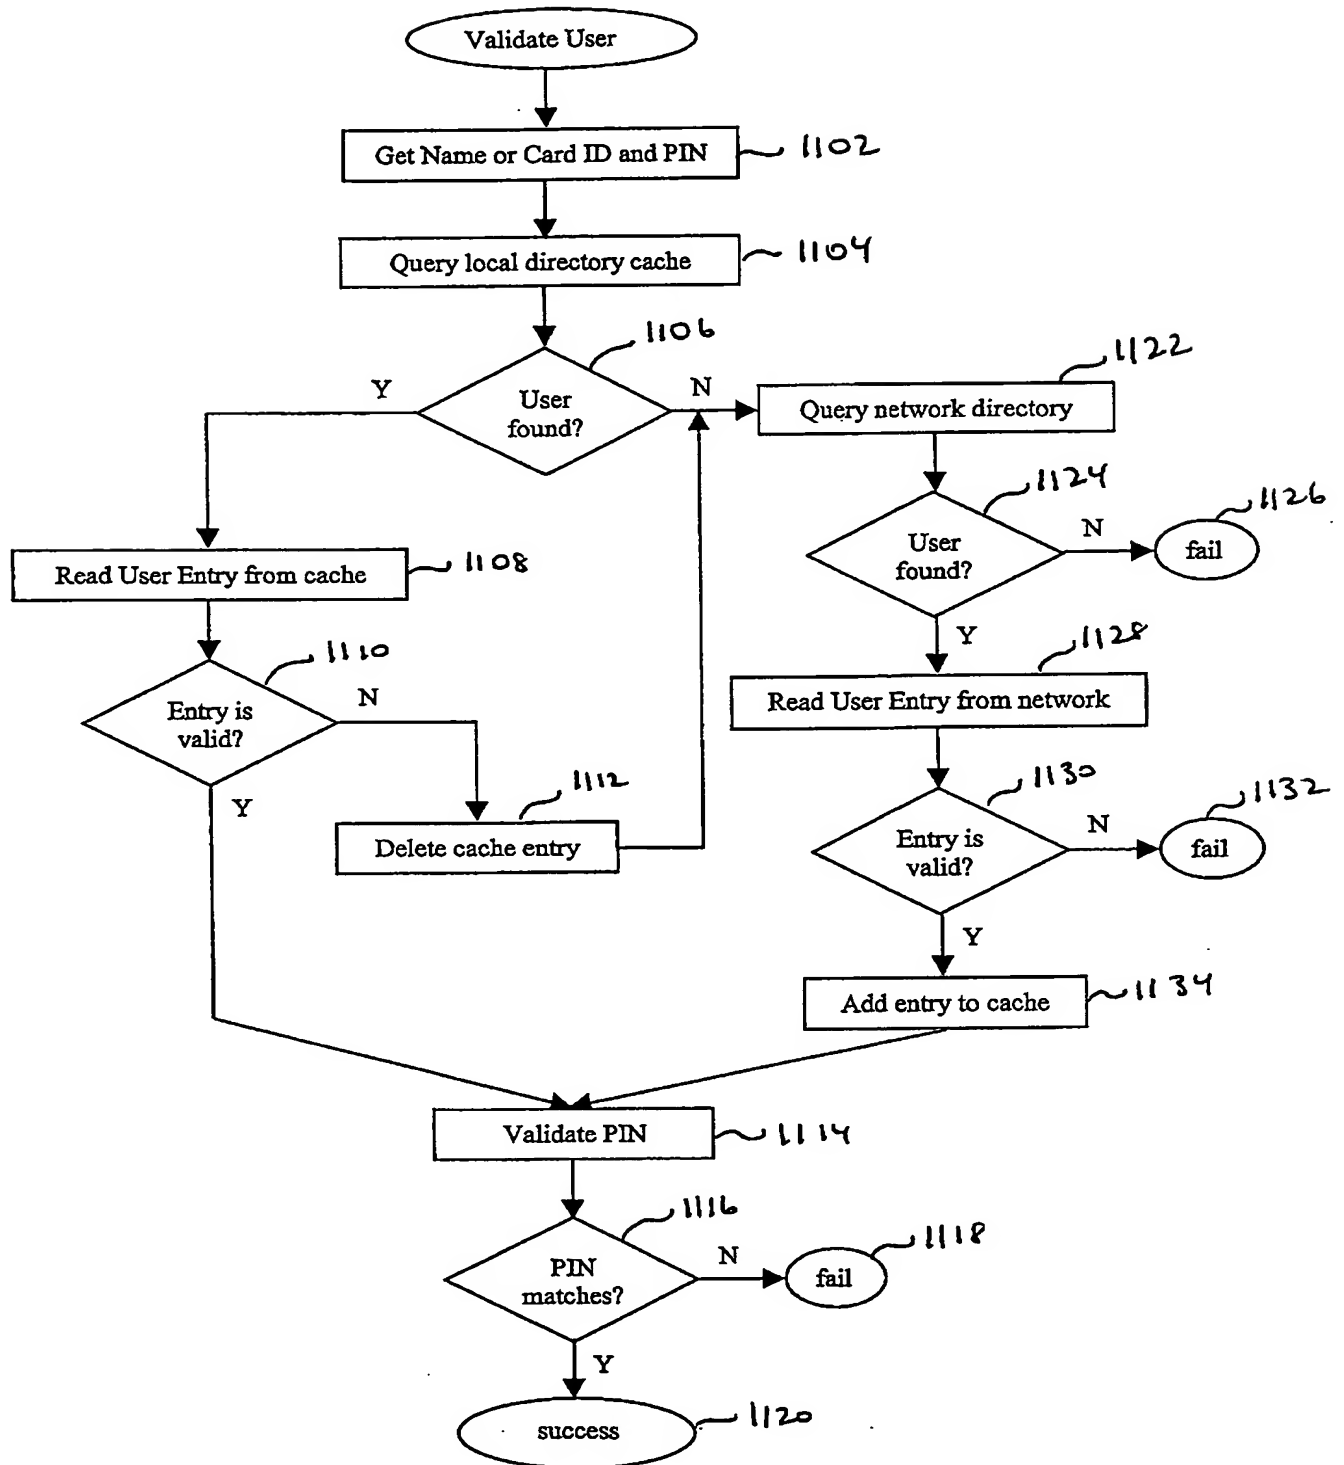 Validate User
Get Name or Card ID and PIN
1102
Query local directory cache
1104
1106
User
found?
Y
N
1122
Query network directory
1124
User
found?
N
1126
fail
Y
Read User Entry from cache
1108
1110
Entry is
valid?
N
Y
1112
Delete cache entry
1128
Read User Entry from network
1130
Entry is
valid?
N
1132
fail
Y
Add entry to cache
1134
Validate PIN
1114
1116
PIN
matches?
N
1118
fail
Y
success
1120